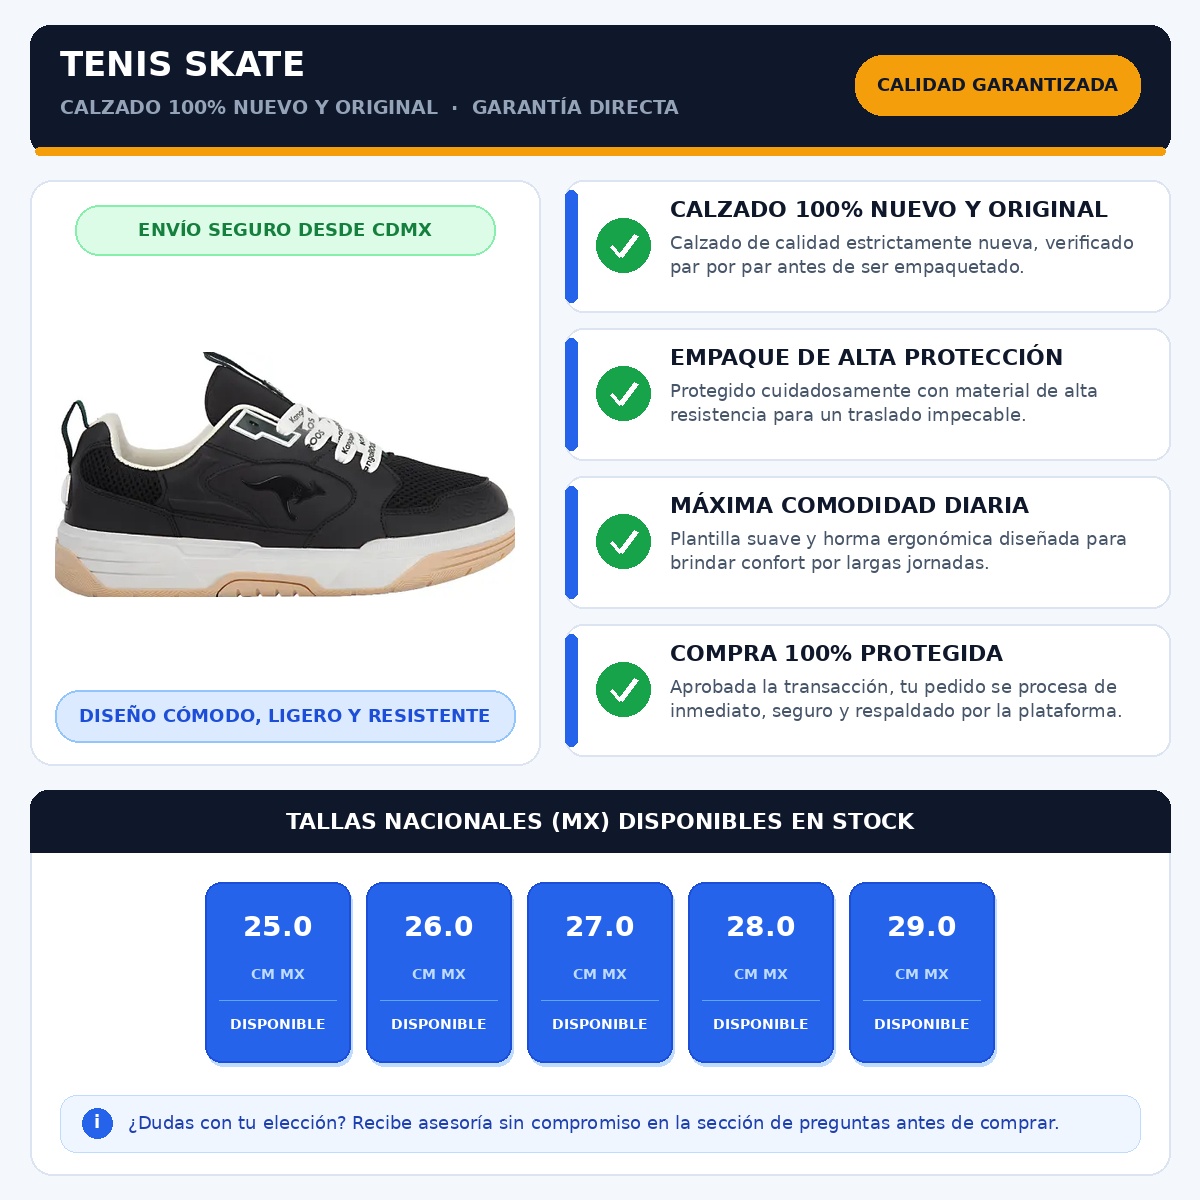 TENIS SKATE
CALZADO 100% NUEVO Y ORIGINAL · GARANTÍA DIRECTA
CALIDAD GARANTIZADA
ENVÍO SEGURO DESDE CDMX
DISEÑO CÓMODO, LIGERO Y RESISTENTE
CALZADO 100% NUEVO Y ORIGINAL
Calzado de calidad estrictamente nueva, verificado
par por par antes de ser empaquetado.
EMPAQUE DE ALTA PROTECCIÓN
Protegido cuidadosamente con material de alta
resistencia para un traslado impecable.
MÁXIMA COMODIDAD DIARIA
Plantilla suave y horma ergonómica diseñada para
brindar confort por largas jornadas.
COMPRA 100% PROTEGIDA
Aprobada la transacción, tu pedido se procesa de
inmediato, seguro y respaldado por la plataforma.
TALLAS NACIONALES (MX) DISPONIBLES EN STOCK
25.0
CM MX
DISPONIBLE
26.0
CM MX
DISPONIBLE
27.0
CM MX
DISPONIBLE
28.0
CM MX
DISPONIBLE
29.0
CM MX
DISPONIBLE
i
¿Dudas con tu elección? Recibe asesoría sin compromiso en la sección de preguntas antes de comprar.